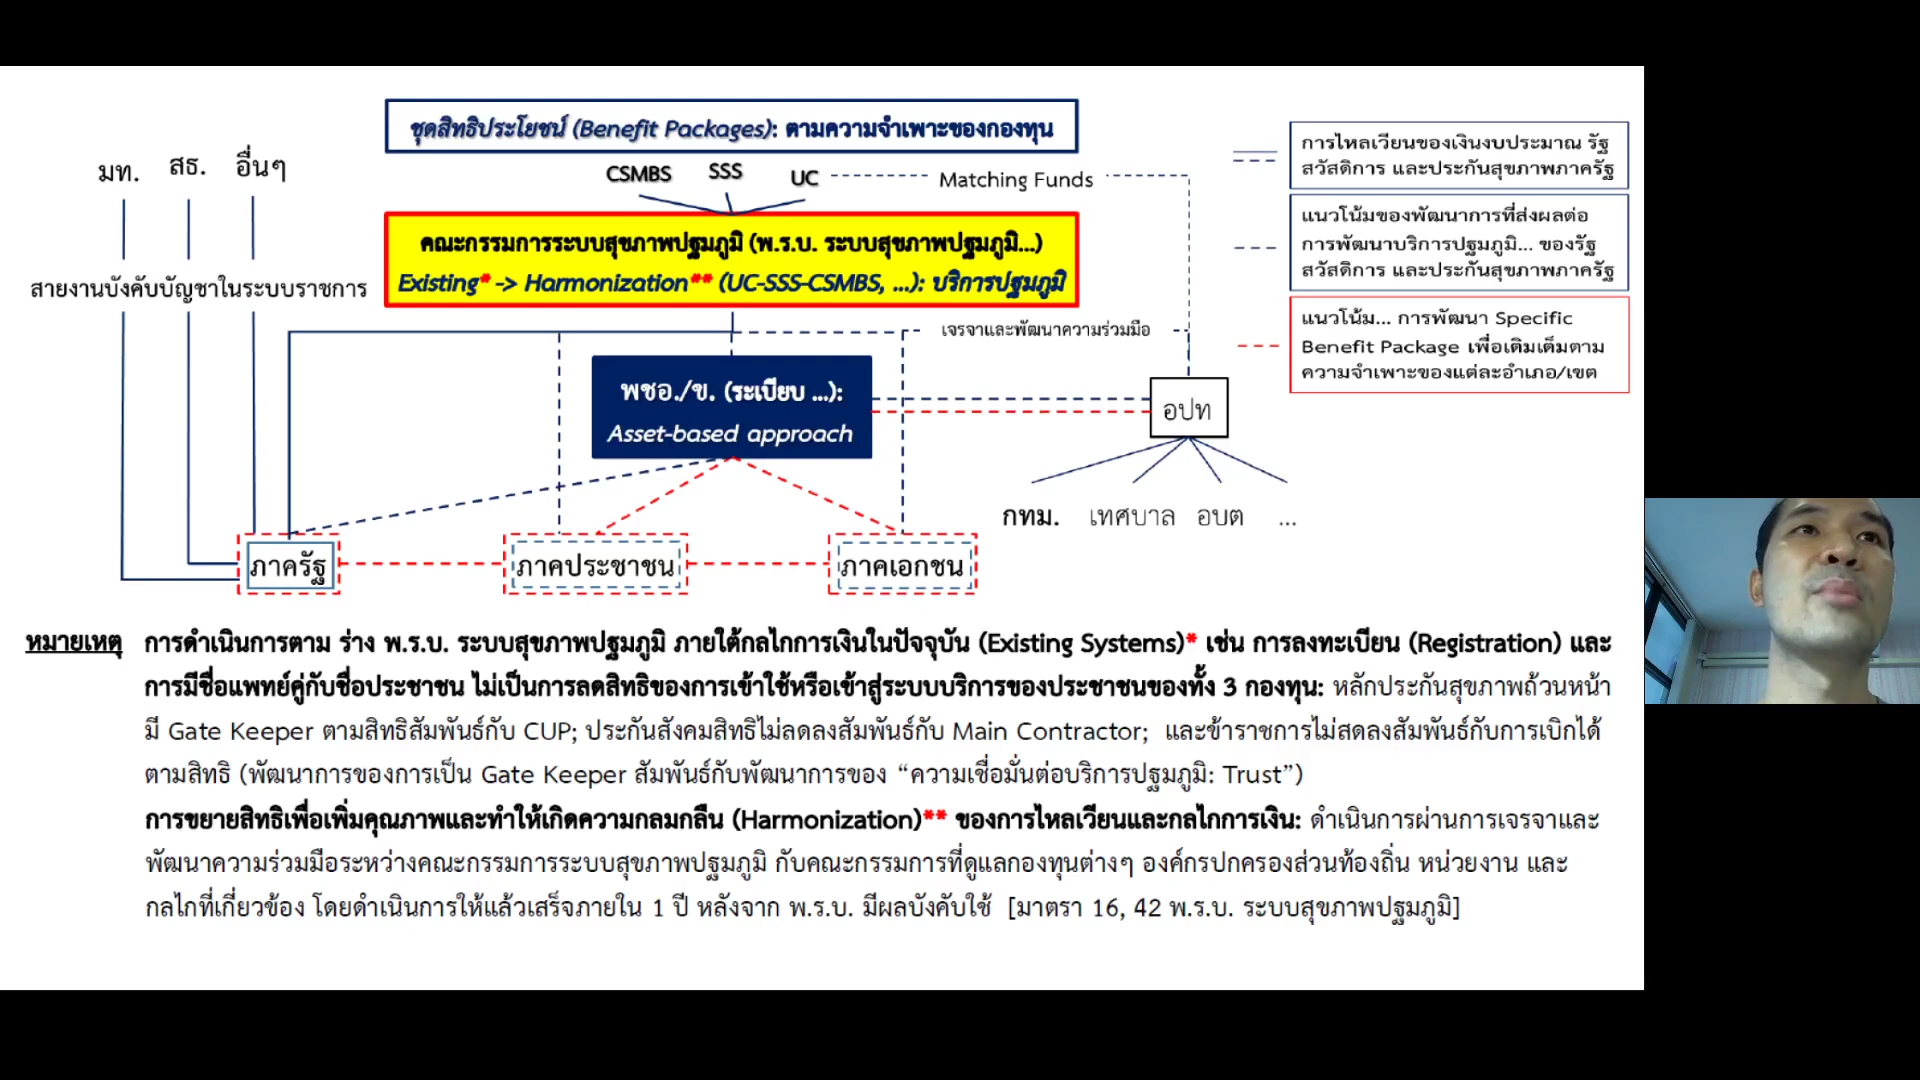 ชุดสิทธิประโยชน์ (Benefit Packages): ตามความจำเพาะของกองทุน
มท. สธ. อื่นๆ
CSMBS SSS UC Matching Funds
คณะกรรมการระบบสุขภาพปฐมภูมิ (พ.ร.บ. ระบบสุขภาพปฐมภูมิ...)
Existing* -> Harmonization** (UC-SSS-CSMBS, ...): บริการปฐมภูมิ
สายงานบังคับบัญชาในระบบราชการ
เจรจาและพัฒนาความร่วมมือ
พชอ./ข. (ระเบียบ ...):
Asset-based approach
อปท
กทม. เทศบาล อบต ...
ภาครัฐ ภาคประชาชน ภาคเอกชน
การไหลเวียนของเงินงบประมาณ รัฐ
สวัสดิการ และประกันสุขภาพภาครัฐ
แนวโน้มของพัฒนาการที่ส่งผลต่อ
การพัฒนาบริการปฐมภูมิ... ของรัฐ
สวัสดิการ และประกันสุขภาพภาครัฐ
แนวโน้ม... การพัฒนา Specific
Benefit Package เพื่อเติมเต็มตาม
ความจำเพาะของแต่ละอำเภอ/เขต
หมายเหตุ การดำเนินการตาม ร่าง พ.ร.บ. ระบบสุขภาพปฐมภูมิ ภายใต้กลไกการเงินในปัจจุบัน (Existing Systems)* เช่น การลงทะเบียน (Registration) และ
การมีชื่อแพทย์คู่กับชื่อประชาชน ไม่เป็นการลดสิทธิของการเข้าใช้หรือเข้าสู่ระบบบริการของประชาชนของทั้ง 3 กองทุน: หลักประกันสุขภาพถ้วนหน้า
มี Gate Keeper ตามสิทธิสัมพันธ์กับ CUP; ประกันสังคมสิทธิไม่ลดลงสัมพันธ์กับ Main Contractor; และข้าราชการไม่สดลงสัมพันธ์กับการเบิกได้
ตามสิทธิ (พัฒนาการของการเป็น Gate Keeper สัมพันธ์กับพัฒนาการของ “ความเชื่อมั่นต่อบริการปฐมภูมิ: Trust”)
การขยายสิทธิเพื่อเพิ่มคุณภาพและทำให้เกิดความกลมกลืน (Harmonization)** ของการไหลเวียนและกลไกการเงิน: ดำเนินการผ่านการเจรจาและ
พัฒนาความร่วมมือระหว่างคณะกรรมการระบบสุขภาพปฐมภูมิ กับคณะกรรมการที่ดูแลกองทุนต่างๆ องค์กรปกครองส่วนท้องถิ่น หน่วยงาน และ
กลไกที่เกี่ยวข้อง โดยดำเนินการให้แล้วเสร็จภายใน 1 ปี หลังจาก พ.ร.บ. มีผลบังคับใช้ [มาตรา 16, 42 พ.ร.บ. ระบบสุขภาพปฐมภูมิ]